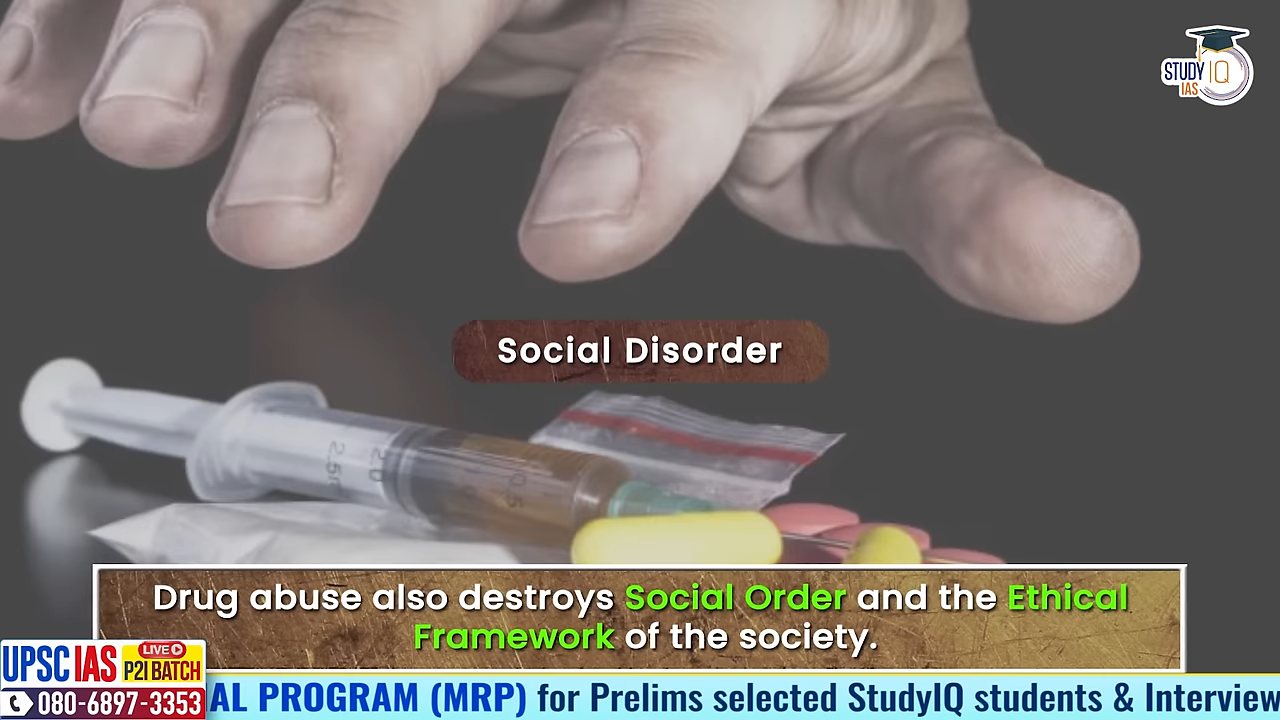 STUDY IQ
IAS
Social Disorder
Drug abuse also destroys Social Order and the Ethical
Framework of the society.
UPSC IAS LIVE
P2I BATCH
080-6897-3353
AL PROGRAM (MRP) for Prelims selected StudyIQ students & Interview